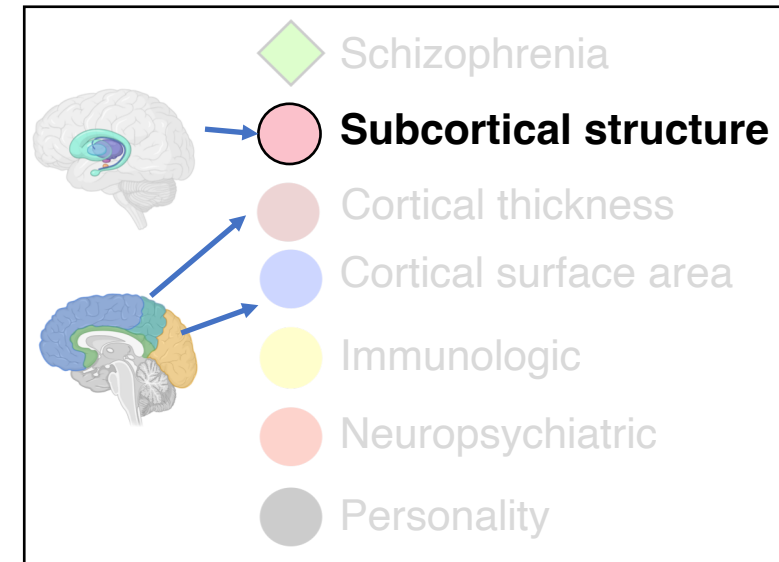 Schizophrenia
Subcortical structure
Cortical thickness
Cortical surface area
Immunologic
Neuropsychiatric
Personality